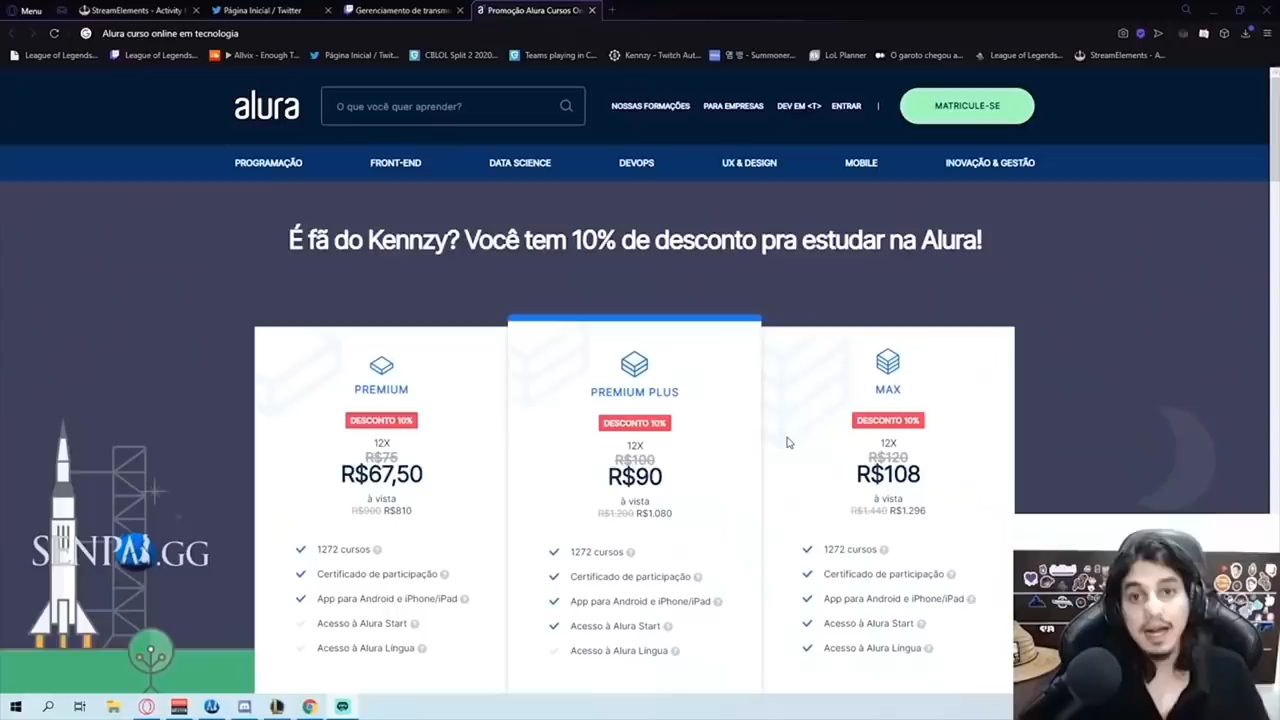 Menu
StreamElements - Activity
Página Inicial / Twitter
Gerenciamento de transm
Promoção Alura Cursos O
Alura curso online em tecnologia
League of Legends...
League of Legends...
Allvix - Enough T...
Página Inicial / Twit...
CBLOL Split 2 2020...
Teams playing in C...
Kennzy - Twitch Aut...
Summoner...
LoL Planner
O garoto chegou a...
League of Legends...
StreamElements - A...
alura
O que você quer aprender?
NOSSAS FORMAÇÕES
PARA EMPRESAS
DEV EM <T>
ENTRAR
MATRICULE-SE
PROGRAMAÇÃO
FRONT-END
DATA SCIENCE
DEVOPS
UX & DESIGN
MOBILE
INOVAÇÃO & GESTÃO
É fã do Kennzy? Você tem 10% de desconto pra estudar na Alura!
PREMIUM
DESCONTO 10%
12X
R$75
R$67,50
à vista
R$900 R$810
1272 cursos
Certificado de participação
App para Android e iPhone/iPad
Acesso à Alura Start
Acesso à Alura Língua
PREMIUM PLUS
DESCONTO 10%
12X
R$100
R$90
à vista
R$1.200 R$1.080
1272 cursos
Certificado de participação
App para Android e iPhone/iPad
Acesso à Alura Start
Acesso à Alura Língua
MAX
DESCONTO 10%
12X
R$120
R$108
à vista
R$1.440 R$1.296
1272 cursos
Certificado de participação
App para Android e iPhone/iPad
Acesso à Alura Start
Acesso à Alura Língua
SENPAI.GG